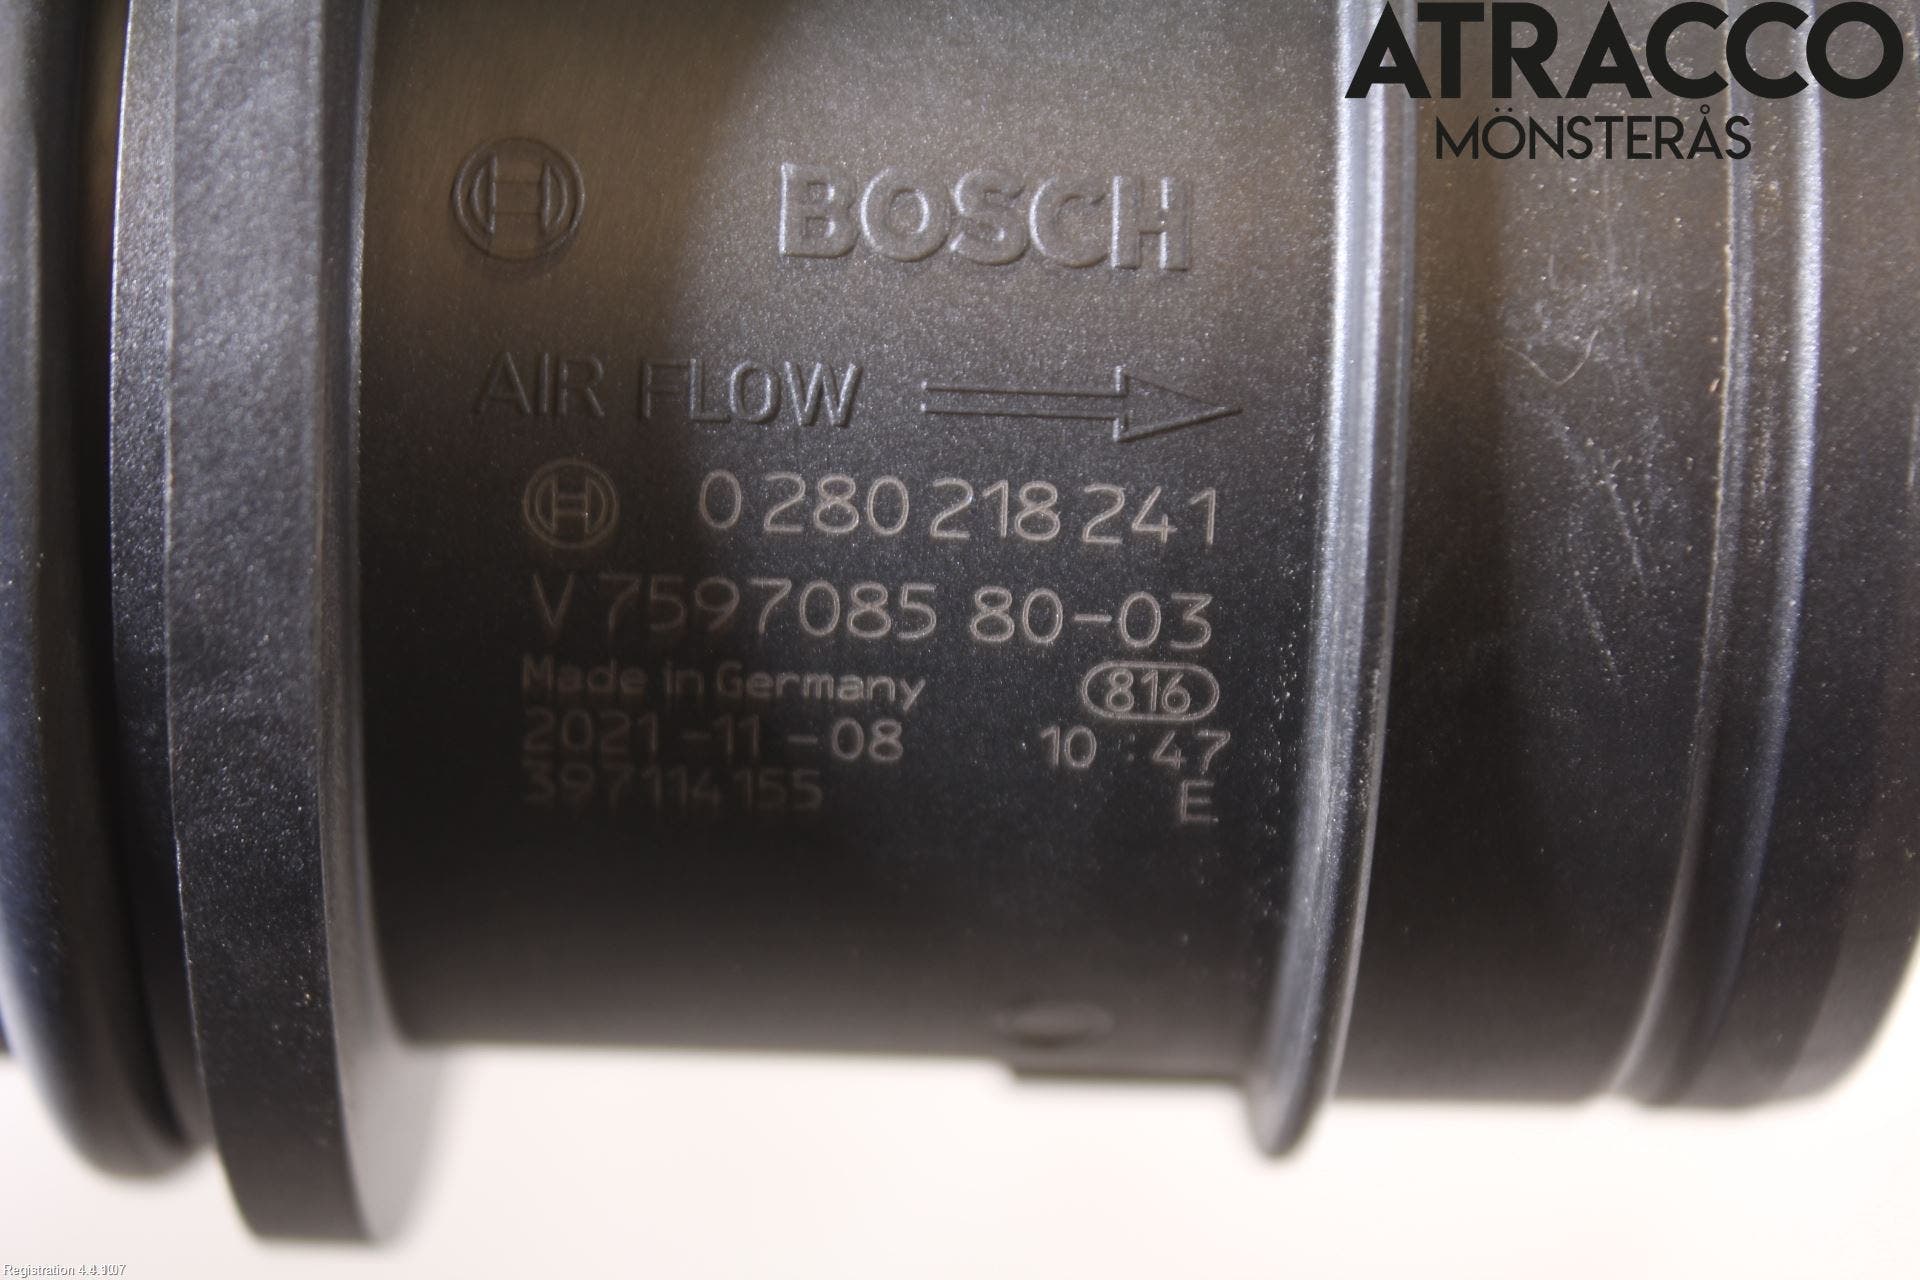 ATRACCO
MÖNSTERÅS
BOSCH
AIR FLOW
0 280 218 241
V 7597085 80-03
Made in Germany 816
2021-11-08 10:47
397114155 E